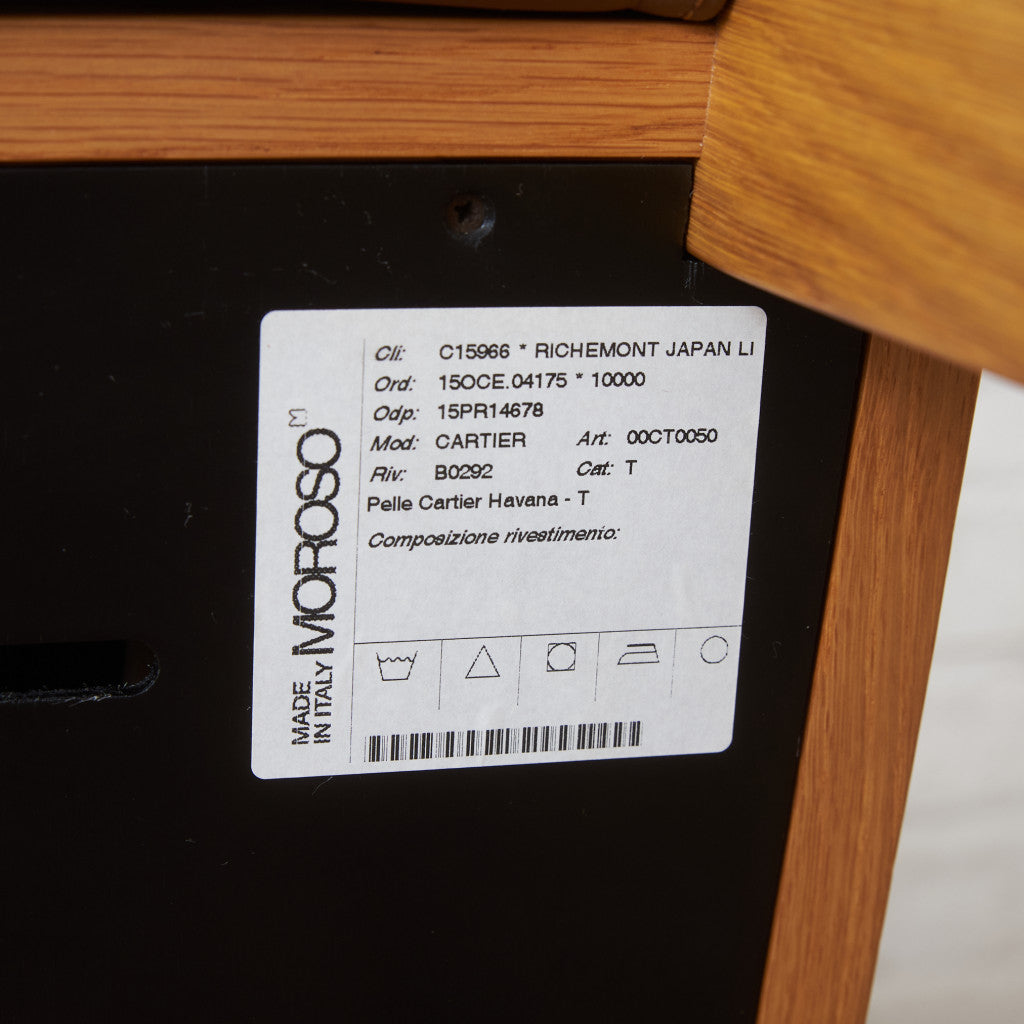 Cli: C15966 * RICHEMONT JAPAN LI
Ord: 15OCE.04175 * 10000
Odp: 15PR14678
Mod: CARTIER Art: 00CT0050
Riv: B0292 Cat: T
Pelle Cartier Havana - T
Composizione rivestimento:
MADE
IN ITALY MOROSO M